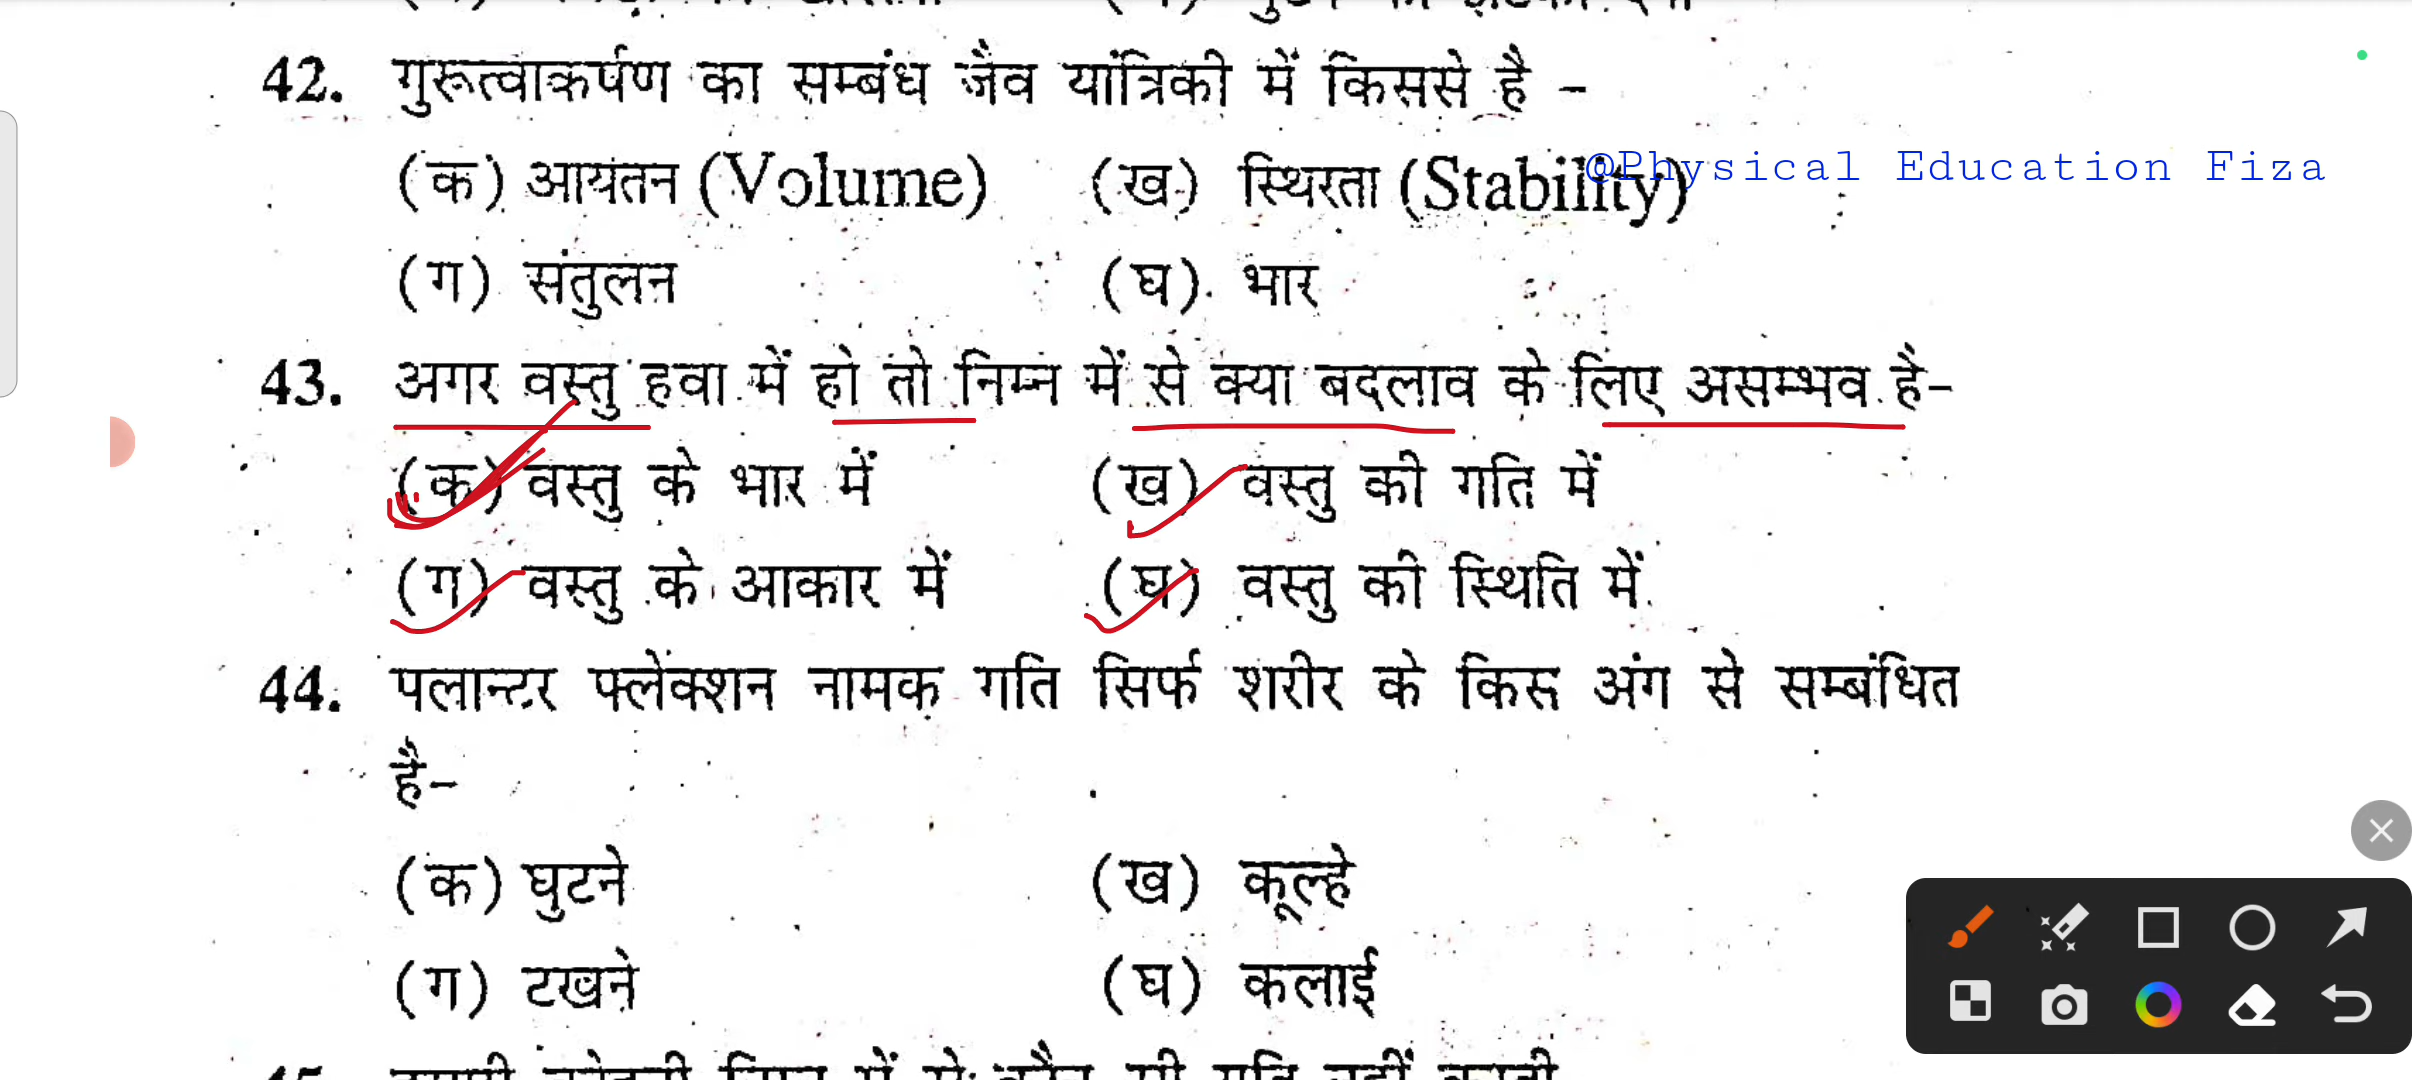 42. गुरूत्वाकर्षण का सम्बंध जैव यांत्रिकी में किससे है –
(क) आयतन (Volume) (ख) स्थिरता (Stability)
@Physical Education Fiza
(ग) संतुलन (घ) भार
43. अगर वस्तु हवा में हो तो निम्न में से क्या बदलाव के लिए असम्भव है–
(क) वस्तु के भार में (ख) वस्तु की गति में
(ग) वस्तु के आकार में (घ) वस्तु की स्थिति में
44. पलान्टर फ्लेंक्शन नामक गति सिर्फ शरीर के किस अंग से सम्बंधित
है–
(क) घुटने (ख) कूल्हे
(ग) टखने (घ) कलाई